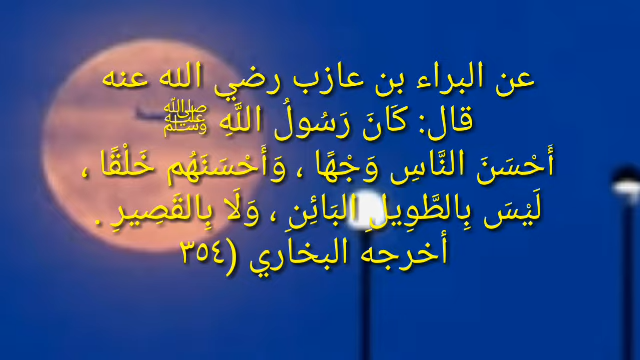 عن البراء بن عازب رضي الله عنه
قال: كَانَ رَسُولُ اللَّهِ ﷺ
أَحْسَنَ النَّاسِ وَجْهًا ، وَأَحْسَنَهُم خَلْقًا ،
لَيْسَ بِالطَّوِيلِ البَائِنِ ، وَلَا بِالقَصِيرِ .
أخرجه البخاري (٣٥٤